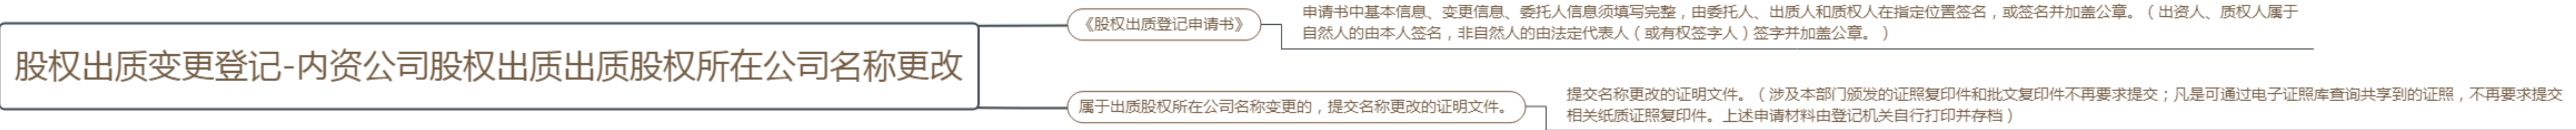 股权出质变更登记-内资公司股权出质出质股权所在公司名称更改
《股权出质登记申请书》
申请书中基本信息、变更信息、委托人信息须填写完整，由委托人、出质人和质权人在指定位置签名，或签名并加盖公章。（出资人、质权人属于
自然人的由本人签名，非自然人的由法定代表人（或有权签字人）签字并加盖公章。）
属于出质股权所在公司名称变更的，提交名称更改的证明文件。
提交名称更改的证明文件。（涉及本部门颁发的证照复印件和批文复印件不再要求提交；凡是可通过电子证照库查询共享到的证照，不再要求提交
相关纸质证照复印件。上述申请材料由登记机关自行打印并存档）